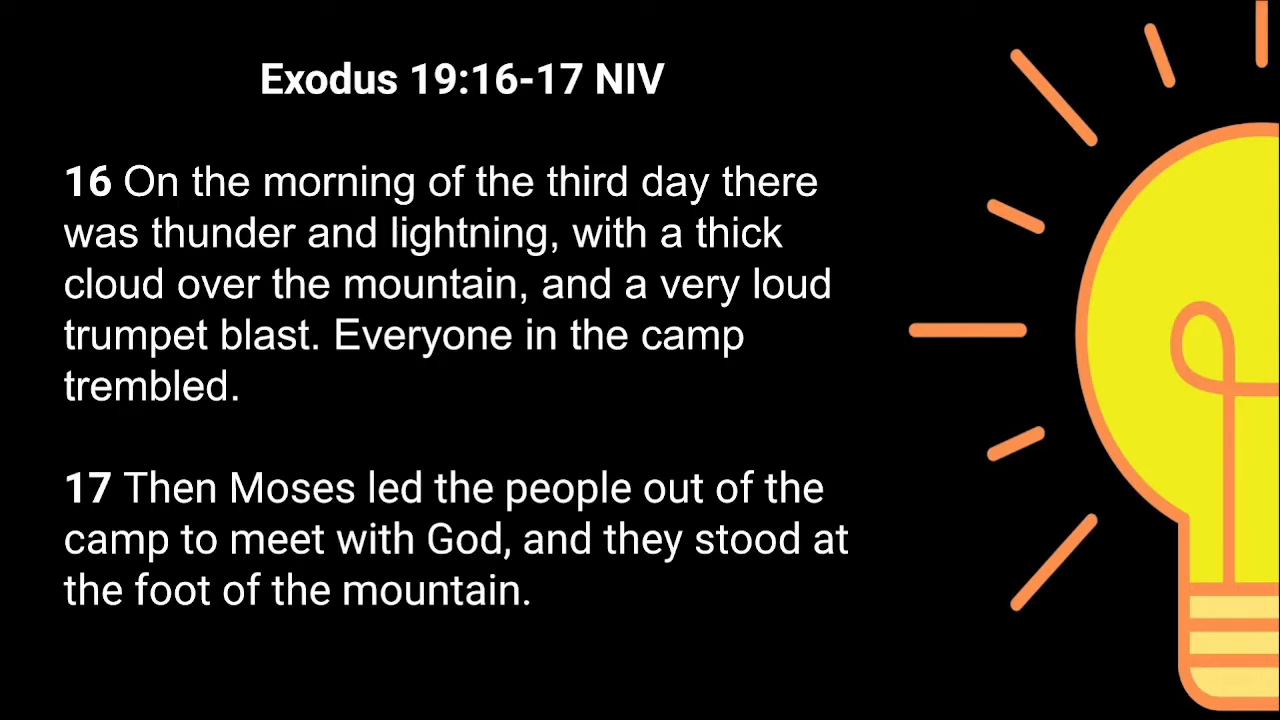 Exodus 19:16-17 NIV
16 On the morning of the third day there
was thunder and lightning, with a thick
cloud over the mountain, and a very loud
trumpet blast. Everyone in the camp
trembled.
17 Then Moses led the people out of the
camp to meet with God, and they stood at
the foot of the mountain.